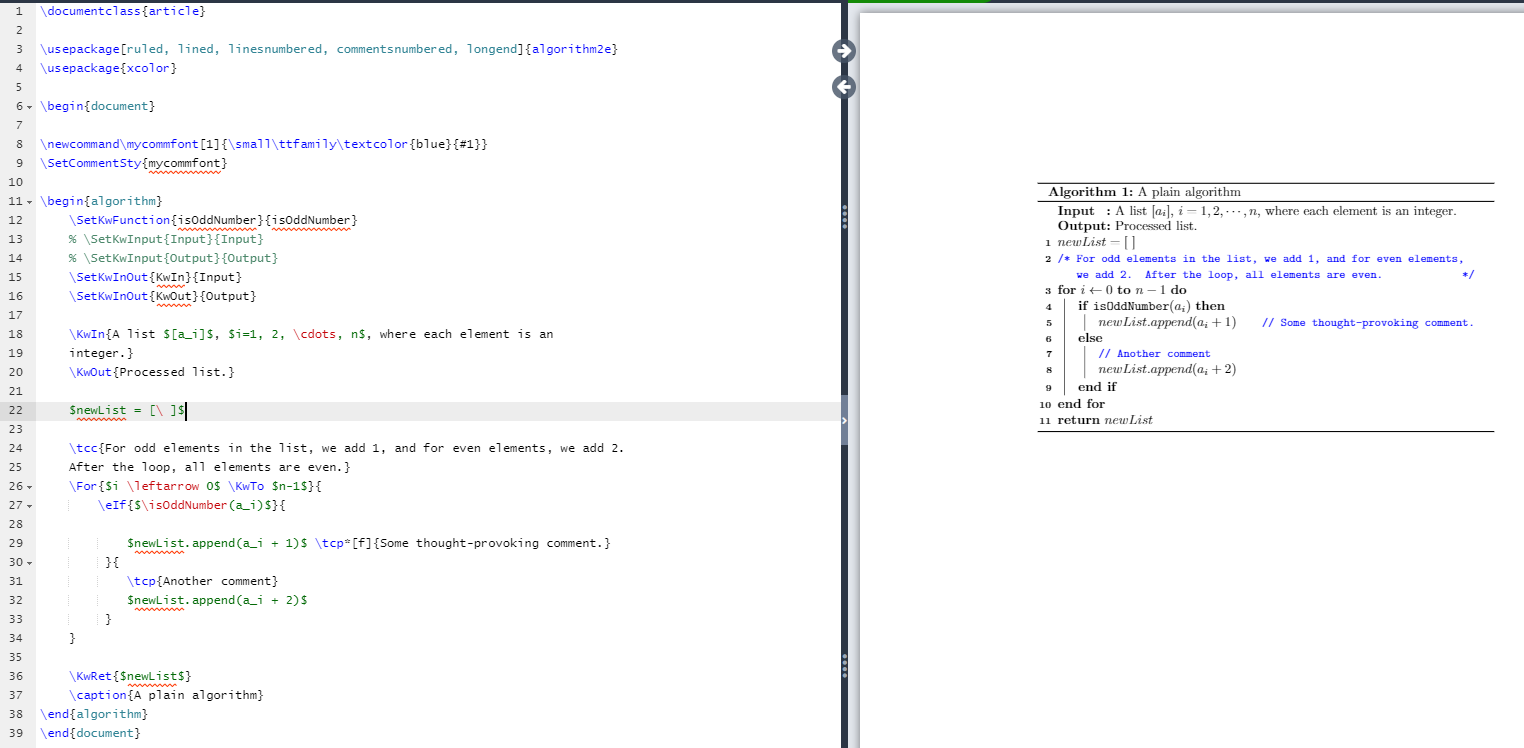 1 \documentclass{article}
2
3 \usepackage[ruled, lined, linesnumbered, commentsnumbered, longend]{algorithm2e}
4 \usepackage{xcolor}
5
6 \begin{document}
7
8 \newcommand\mycommfont[1]{\small\ttfamily\textcolor{blue}{#1}}
9 \SetCommentSty{mycommfont}
10
11 \begin{algorithm}
12 \SetKwFunction{isOddNumber}{isOddNumber}
13 % \SetKwInput{Input}{Input}
14 % \SetKwInput{Output}{Output}
15 \SetKwInOut{KwIn}{Input}
16 \SetKwInOut{KwOut}{Output}
17
18 \KwIn{A list $[a_i]$, $i=1, 2, \cdots, n$, where each element is an
19 integer.}
20 \KwOut{Processed list.}
21
22 $newList = [\ ]$
23
24 \tcc{For odd elements in the list, we add 1, and for even elements, we add 2.
25 After the loop, all elements are even.}
26 \For{$i \leftarrow 0$ \KwTo $n-1$}{
27 \eIf{$\isOddNumber(a_i)$}{
28
29 $newList.append(a_i + 1)$ \tcp*[f]{Some thought-provoking comment.}
30 }{
31 \tcp{Another comment}
32 $newList.append(a_i + 2)$
33 }
34 }
35
36 \KwRet{$newList$}
37 \caption{A plain algorithm}
38 \end{algorithm}
39 \end{document}
Algorithm 1: A plain algorithm
Input : A list [aᵢ], i = 1, 2, ⋯ , n, where each element is an integer.
Output: Processed list.
1 newList = [ ]
2 /* For odd elements in the list, we add 1, and for even elements,
we add 2. After the loop, all elements are even. */
3 for i ← 0 to n − 1 do
4 if isOddNumber(aᵢ) then
5 newList.append(aᵢ + 1) // Some thought-provoking comment.
6 else
7 // Another comment
8 newList.append(aᵢ + 2)
9 end if
10 end for
11 return newList